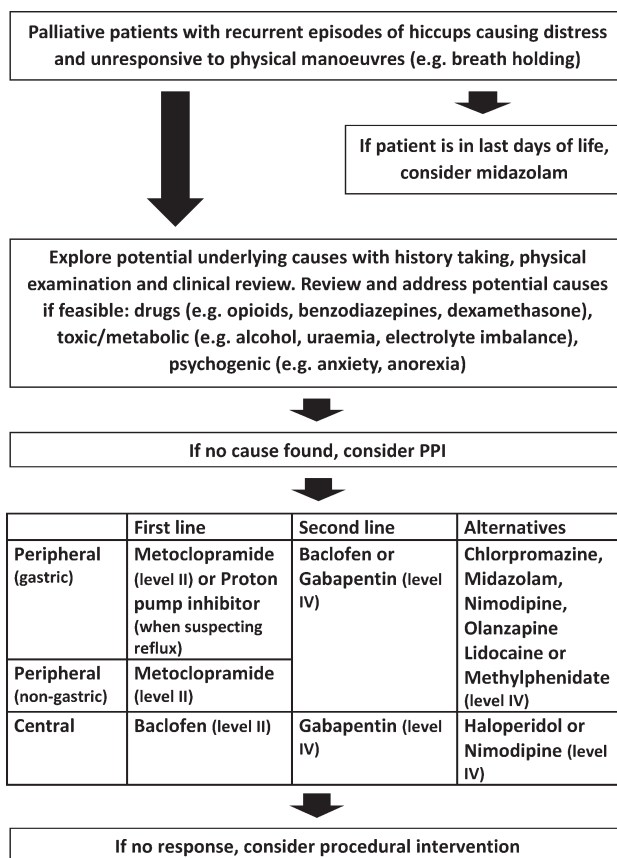 Palliative patients with recurrent episodes of hiccups causing distress
and unresponsive to physical manoeuvres (e.g. breath holding)
If patient is in last days of life,
consider midazolam
Explore potential underlying causes with history taking, physical
examination and clinical review. Review and address potential causes
if feasible: drugs (e.g. opioids, benzodiazepines, dexamethasone),
toxic/metabolic (e.g. alcohol, uraemia, electrolyte imbalance),
psychogenic (e.g. anxiety, anorexia)
If no cause found, consider PPI
First line
Second line
Alternatives
Peripheral
(gastric)
Metoclopramide
(level II) or Proton
pump inhibitor
(when suspecting
reflux)
Baclofen or
Gabapentin (level
IV)
Chlorpromazine,
Midazolam,
Nimodipine,
Olanzapine
Lidocaine or
Methylphenidate
(level IV)
Peripheral
(non-gastric)
Metoclopramide
(level II)
Central
Baclofen (level II)
Gabapentin (level
IV)
Haloperidol or
Nimodipine (level
IV)
If no response, consider procedural intervention